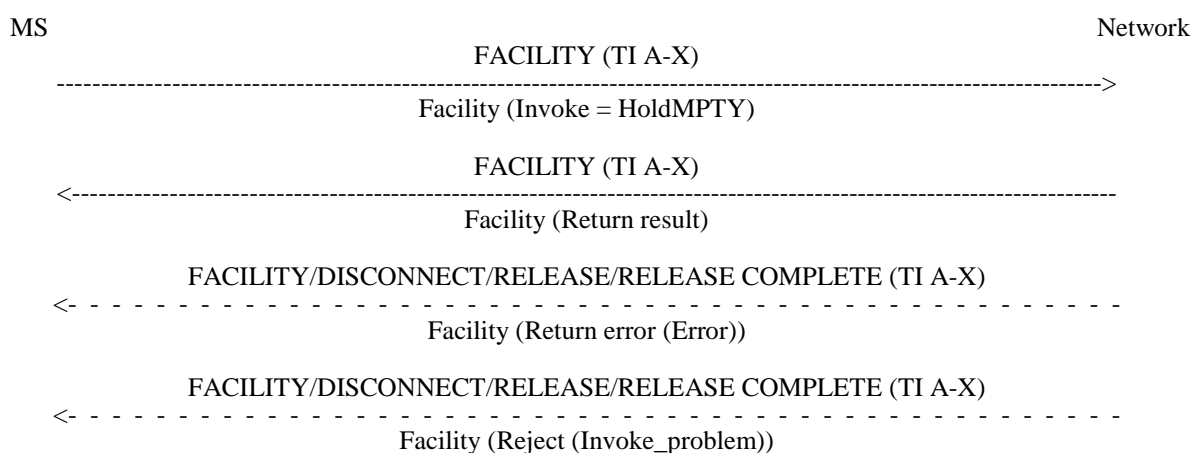 MS Network
FACILITY (TI A-X)
Facility (Invoke = HoldMPTY)
FACILITY (TI A-X)
Facility (Return result)
FACILITY/DISCONNECT/RELEASE/RELEASE COMPLETE (TI A-X)
Facility (Return error (Error))
FACILITY/DISCONNECT/RELEASE/RELEASE COMPLETE (TI A-X)
Facility (Reject (Invoke_problem))